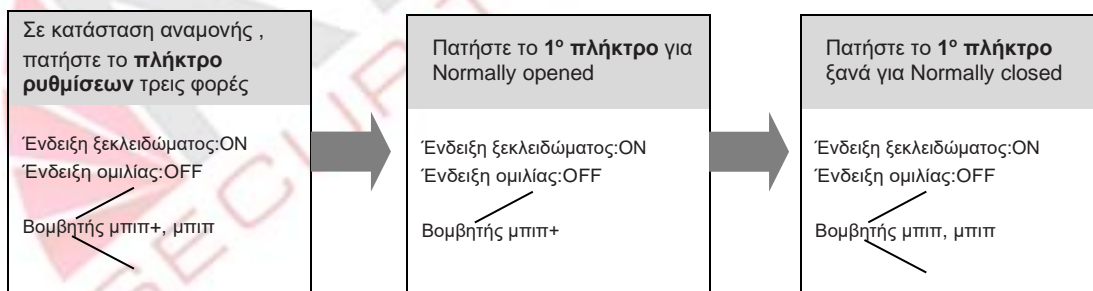 Σε κατάσταση αναμονής ,
πατήστε το πλήκτρο
ρυθμίσεων τρεις φορές
Ένδειξη ξεκλειδώματος:ON
Ένδειξη ομιλίας:OFF
Βομβητής μπιπ+, μπιπ
Πατήστε το 1º πλήκτρο για
Normally opened
Ένδειξη ξεκλειδώματος:ON
Ένδειξη ομιλίας:OFF
Βομβητής μπιπ+
Πατήστε το 1º πλήκτρο
ξανά για Normally closed
Ένδειξη ξεκλειδώματος:ON
Ένδειξη ομιλίας:OFF
Βομβητής μπιπ, μπιπ